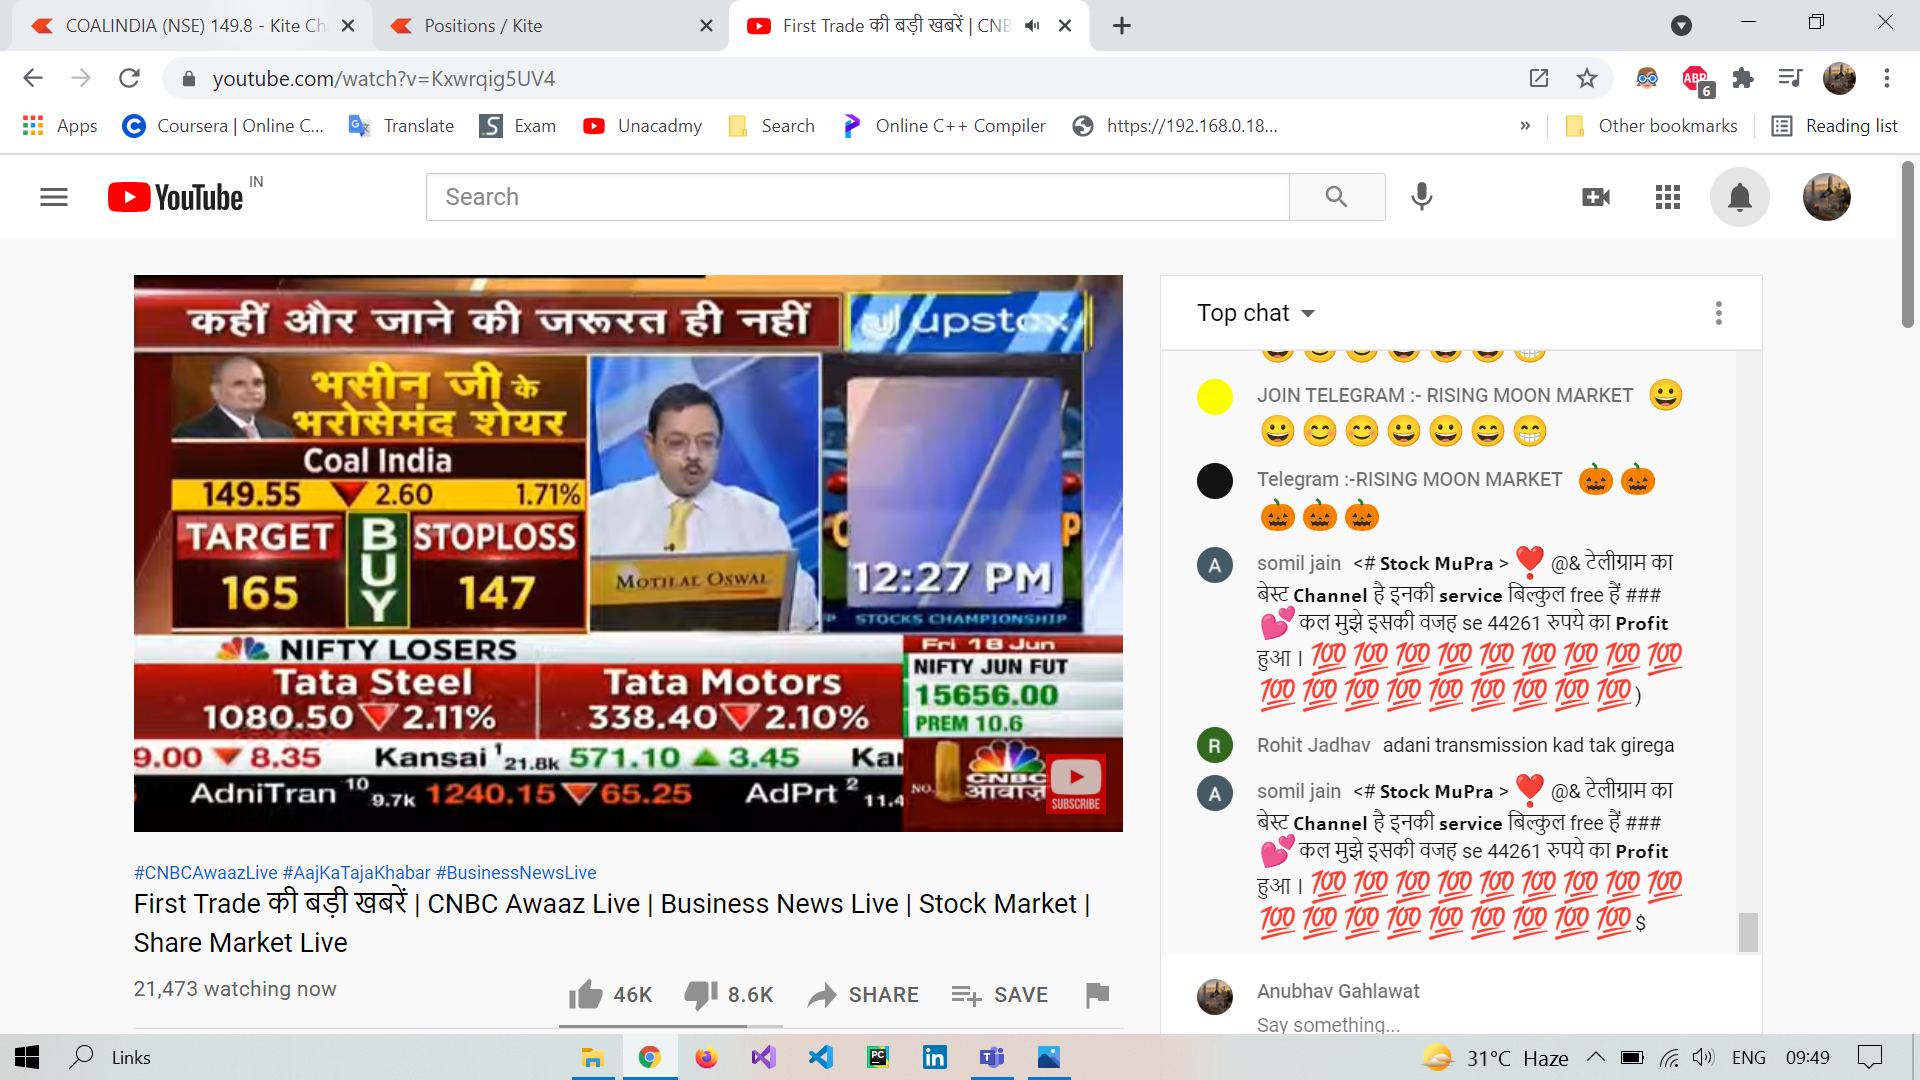 COALINDIA (NSE) 149.8 - Kite Ch
Positions / Kite
First Trade की बड़ी खबरें | CNB
youtube.com/watch?v=Kxwrqig5UV4
ABP
6
Apps
Coursera | Online C...
Translate
Exam
Unacadmy
Search
Online C++ Compiler
https://192.168.0.18...
»
Other bookmarks
Reading list
YouTube IN
Search
कहीं और जाने की जरूरत ही नहीं
upstox
भसीन जी के
भरोसेमंद शेयर
Coal India
149.55 ▼ 2.60 1.71%
TARGET BUY STOPLOSS
165 147
MOTILAL OSWAL
12:27 PM
STOCKS CHAMPIONSHIP
NIFTY LOSERS
Tata Steel
1080.50 ▼ 2.11%
Tata Motors
338.40 ▼ 2.10%
Fri 18 Jun
NIFTY JUN FUT
15656.00
PREM 10.6
9.00 ▼ 8.35 Kansai 1 21.8k 571.10 ▲ 3.45 Kan
AdniTran 10 9.7k 1240.15 ▼ 65.25 AdPrt 2 11.4
NO.
CNBC
आवाज़
SUBSCRIBE
#CNBCAwaazLive #AajKaTajaKhabar #BusinessNewsLive
First Trade की बड़ी खबरें | CNBC Awaaz Live | Business News Live | Stock Market |
Share Market Live
21,473 watching now
46K
8.6K
SHARE
SAVE
Top chat
JOIN TELEGRAM :- RISING MOON MARKET 😀
😀😊😊😀😀😄😁
Telegram :-RISING MOON MARKET 🎃🎃
🎃🎃🎃
A
somil jain <# Stock MuPra > ❣️ @& टेलीग्राम का
बेस्ट Channel है इनकी service बिल्कुल free हैं ###
💕 कल मुझे इसकी वजह se 44261 रुपये का Profit
हुआ । 💯💯💯💯💯💯💯💯💯
💯💯💯💯💯💯💯💯💯)
R
Rohit Jadhav adani transmission kad tak girega
A
somil jain <# Stock MuPra > ❣️ @& टेलीग्राम का
बेस्ट Channel है इनकी service बिल्कुल free हैं ###
💕 कल मुझे इसकी वजह se 44261 रुपये का Profit
हुआ । 💯💯💯💯💯💯💯💯💯
💯💯💯💯💯💯💯💯💯$
Anubhav Gahlawat
Say something...
Links
PC
31°C Haze
ENG
09:49